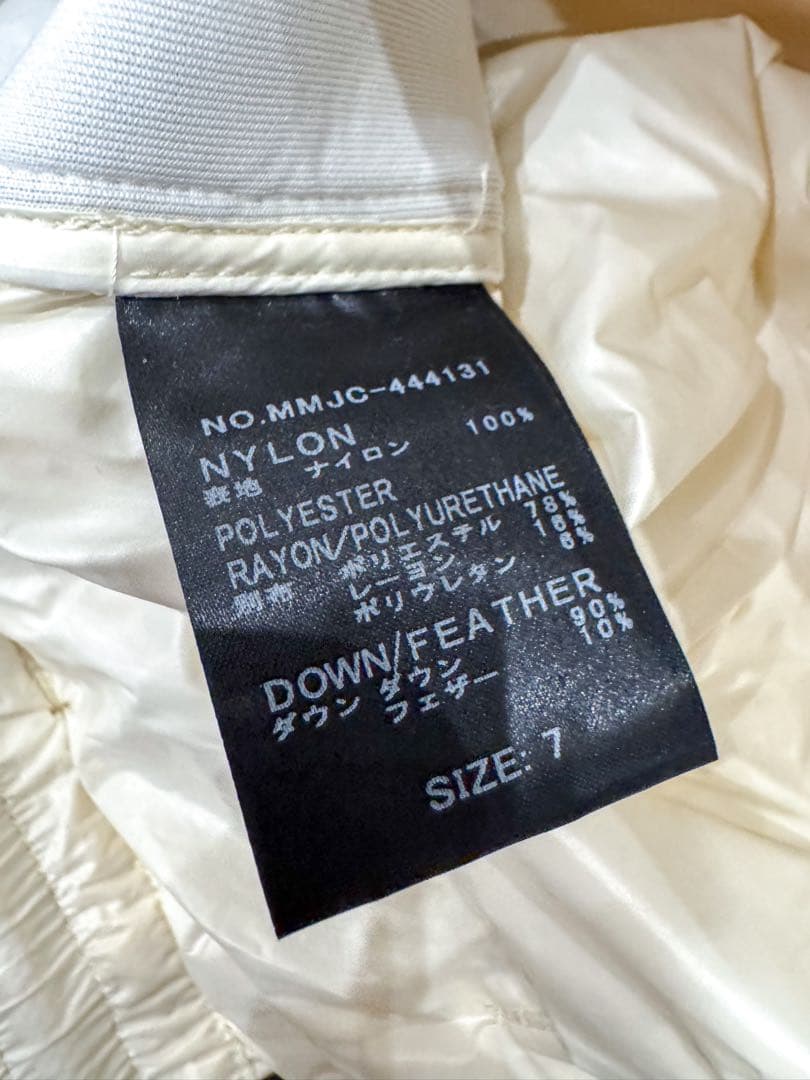 NO.MMJC-444131
NYLON 100%
表地 ナイロン
POLYESTER
RAYON/POLYURETHANE
別布 ポリエステル 78%
レーヨン 16%
ポリウレタン 6%
DOWN/FEATHER
ダウン ダウン 90%
フェザー 10%
SIZE: 7